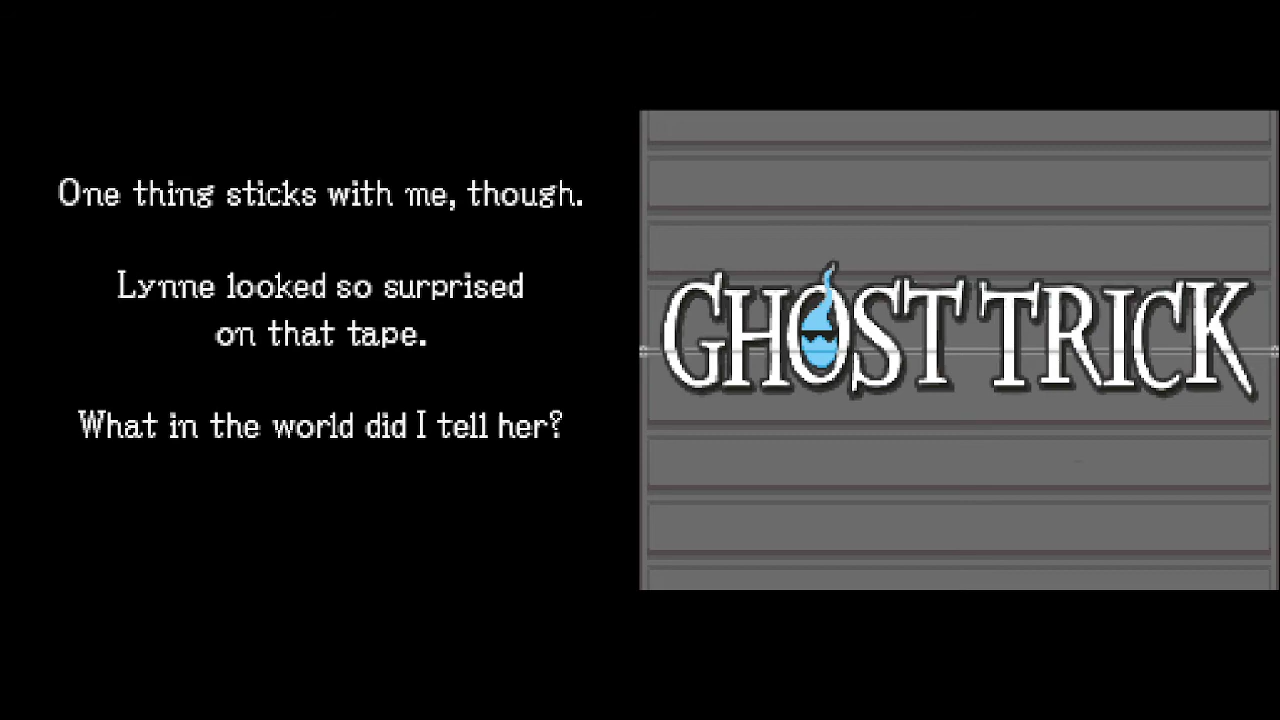 One thing sticks with me, though.
Lynne looked so surprised
on that tape.
What in the world did I tell her?
GHOST TRICK